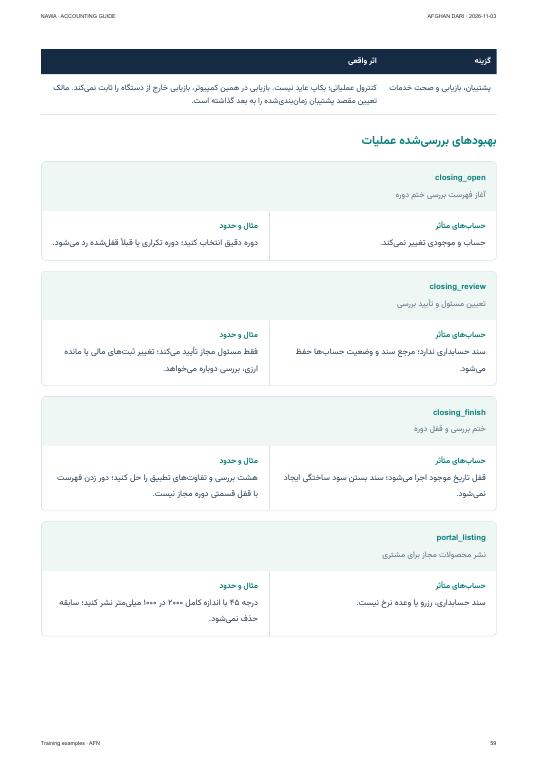 NAWA · ACCOUNTING GUIDE
AFGHAN DARI · 2026-11-03
گزینه
اثر واقعی
پشتیبان، بازیابی و صحت خدمات
کنترول عملیاتی؛ بکاپ عاید نیست. بازیابی در همین کمپیوتر، بازیابی خارج از دستگاه را ثابت نمی‌کند. مالک
تعیین مقصد پشتیبان زمان‌بندی‌شده را به بعد گذاشته است.
بهبودهای بررسی‌شده عملیات
closing_open
آغاز فهرست بررسی ختم دوره
حساب‌های متأثر
حساب و موجودی تغییر نمی‌کند.
مثال و حدود
دوره دقیق انتخاب کنید؛ دوره تکراری یا قبلاً قفل‌شده رد می‌شود.
closing_review
تعیین مسئول و تأیید بررسی
حساب‌های متأثر
سند حسابداری ندارد؛ مرجع سند و وضعیت حساب‌ها حفظ
می‌شود.
مثال و حدود
فقط مسئول مجاز تأیید می‌کند؛ تغییر ثبت‌های مالی یا مانده
ارزی، بررسی دوباره می‌خواهد.
closing_finish
ختم بررسی و قفل دوره
حساب‌های متأثر
قفل تاریخ موجود اجرا می‌شود؛ سند بستن سود ساختگی ایجاد
نمی‌شود.
مثال و حدود
هشت بررسی و تفاوت‌های تطبیق را حل کنید؛ دور زدن فهرست
با قفل قسمتی دوره مجاز نیست.
portal_listing
نشر محصولات مجاز برای مشتری
حساب‌های متأثر
سند حسابداری، رزرو یا وعده نرخ نیست.
مثال و حدود
درجه ۴۵ با اندازه کامل ۲۰۰۰ در ۱۰۰۰ میلی‌متر نشر کنید؛ سابقه
حذف نمی‌شود.
Training examples · AFN
59